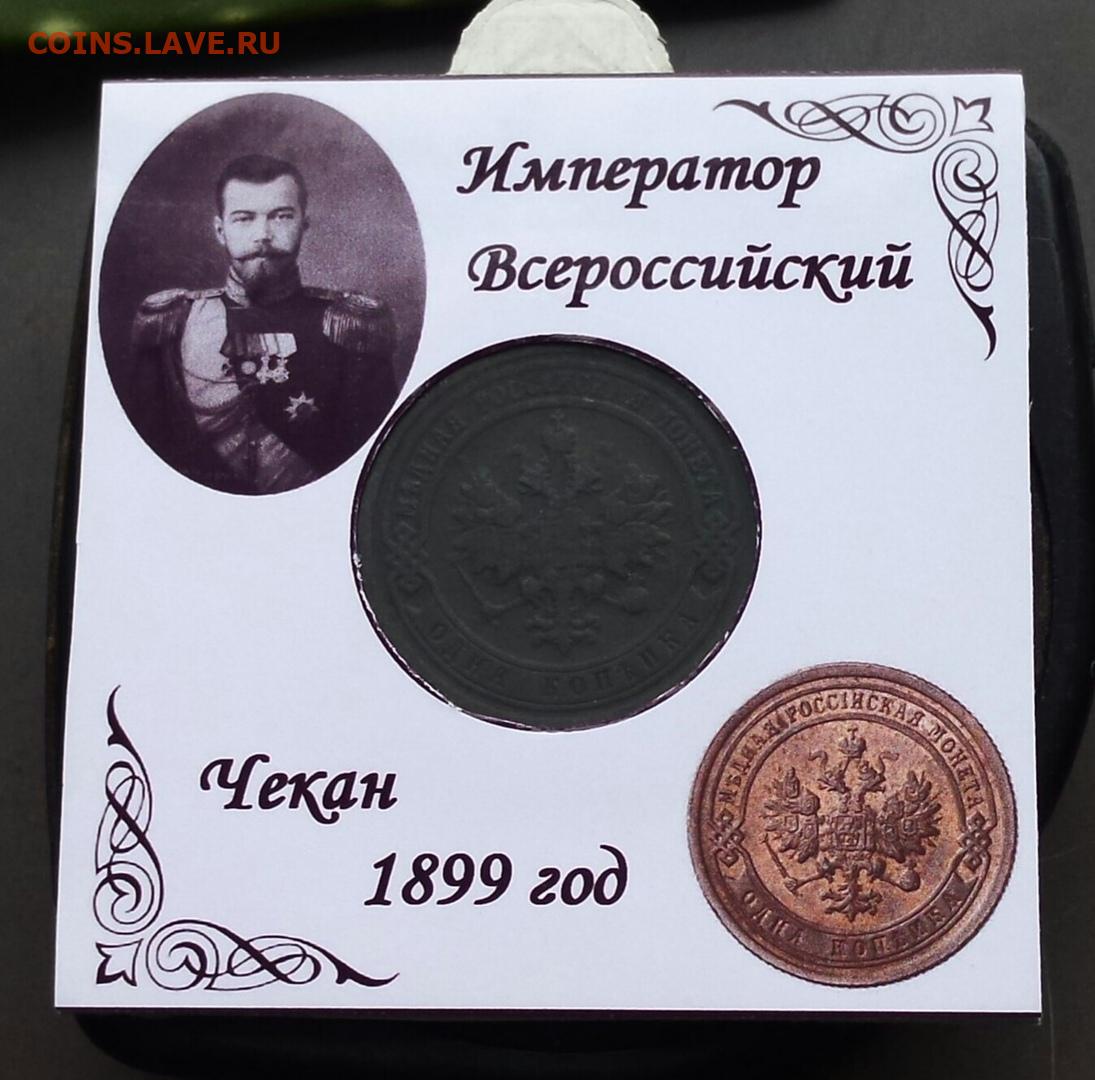 COINS.LAVE.RU
Император
Всероссийский
МѢДНАЯ РОССІЙСКАЯ МОНЕТА
ОДНА КОПѢЙКА
Чекан
1899 год
МѢДНАЯ РОССІЙСКАЯ МОНЕТА
ОДНА КОПѢЙКА